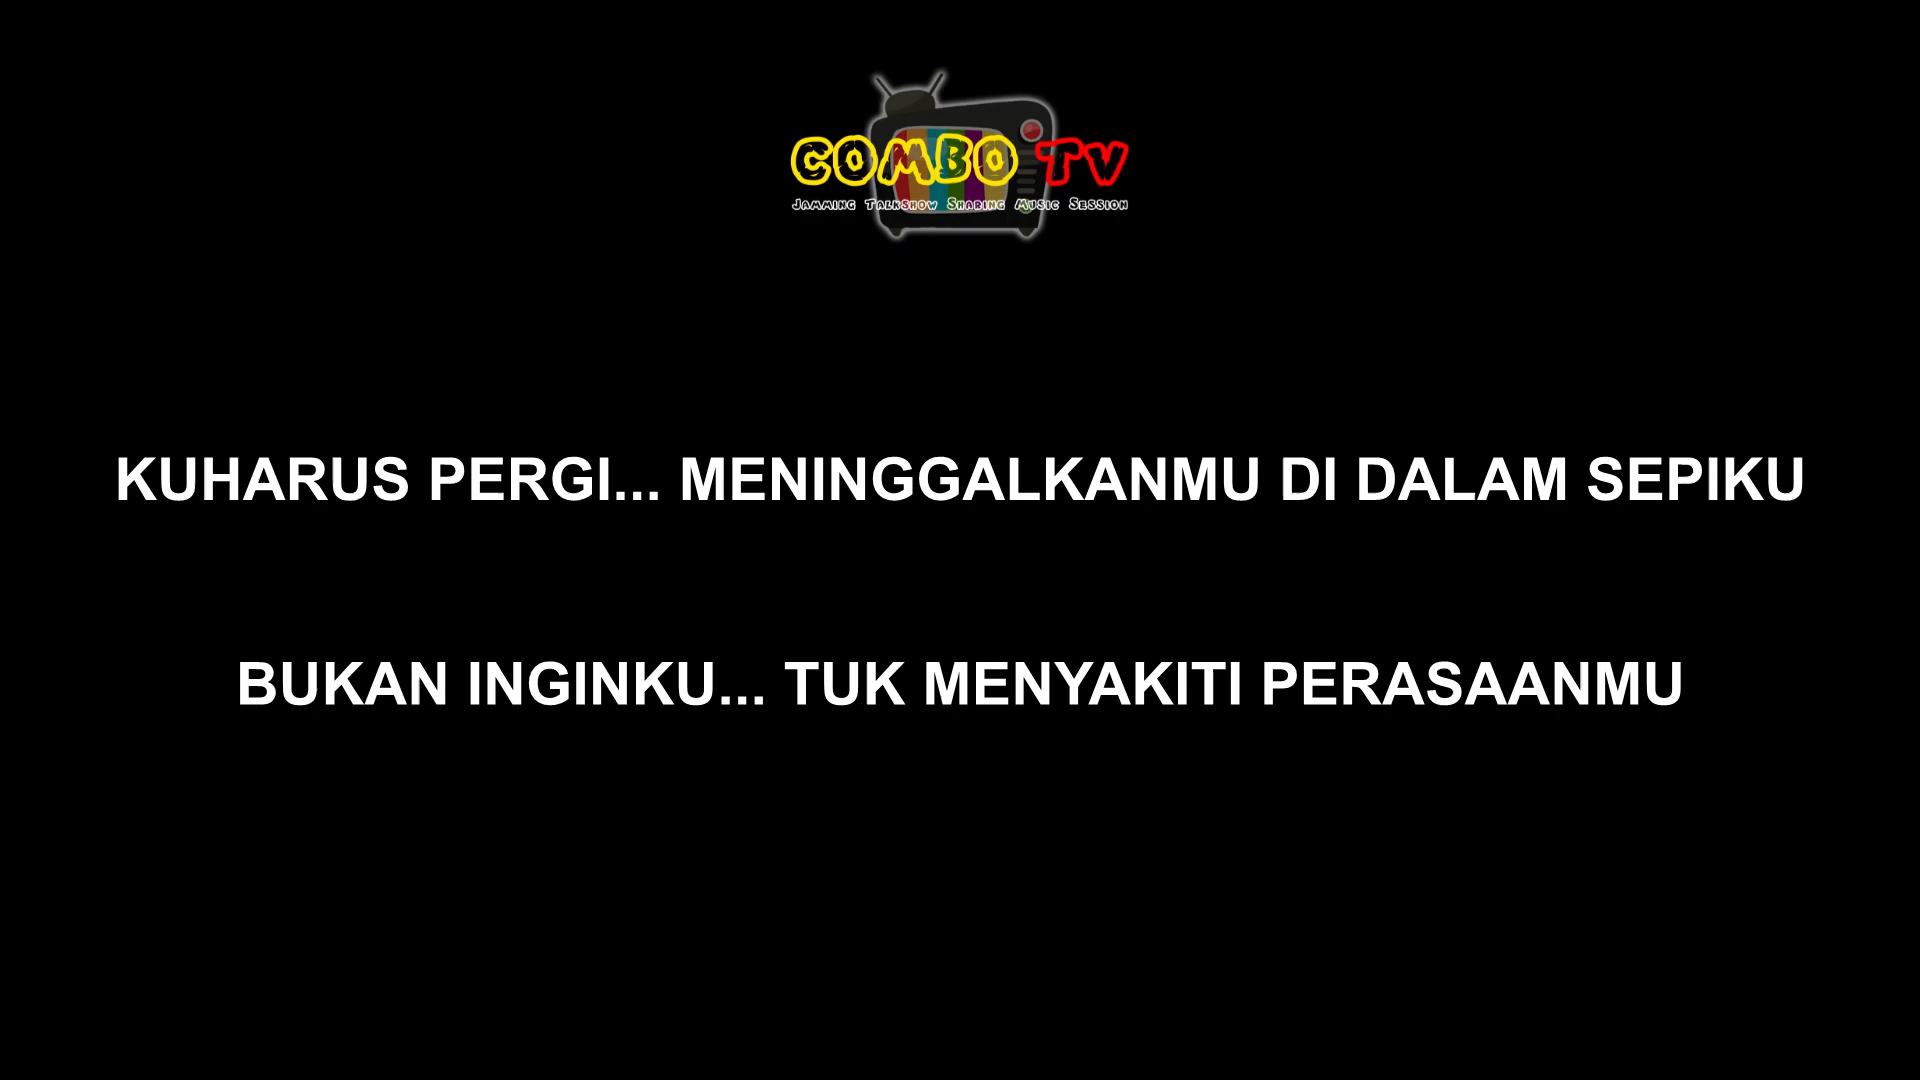 COMBO TV
Jamming TalkShow Sharing Music Session
KUHARUS PERGI... MENINGGALKANMU DI DALAM SEPIKU
BUKAN INGINKU... TUK MENYAKITI PERASAANMU